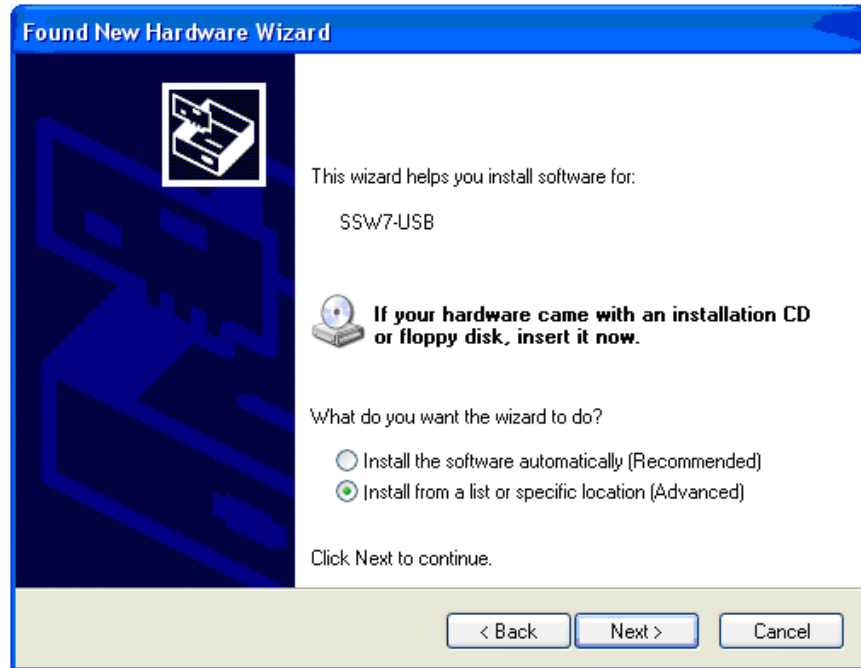 Found New Hardware Wizard
This wizard helps you install software for:
SSW7-USB
If your hardware came with an installation CD
or floppy disk, insert it now.
What do you want the wizard to do?
Install the software automatically (Recommended)
Install from a list or specific location (Advanced)
Click Next to continue.
< Back
Next >
Cancel